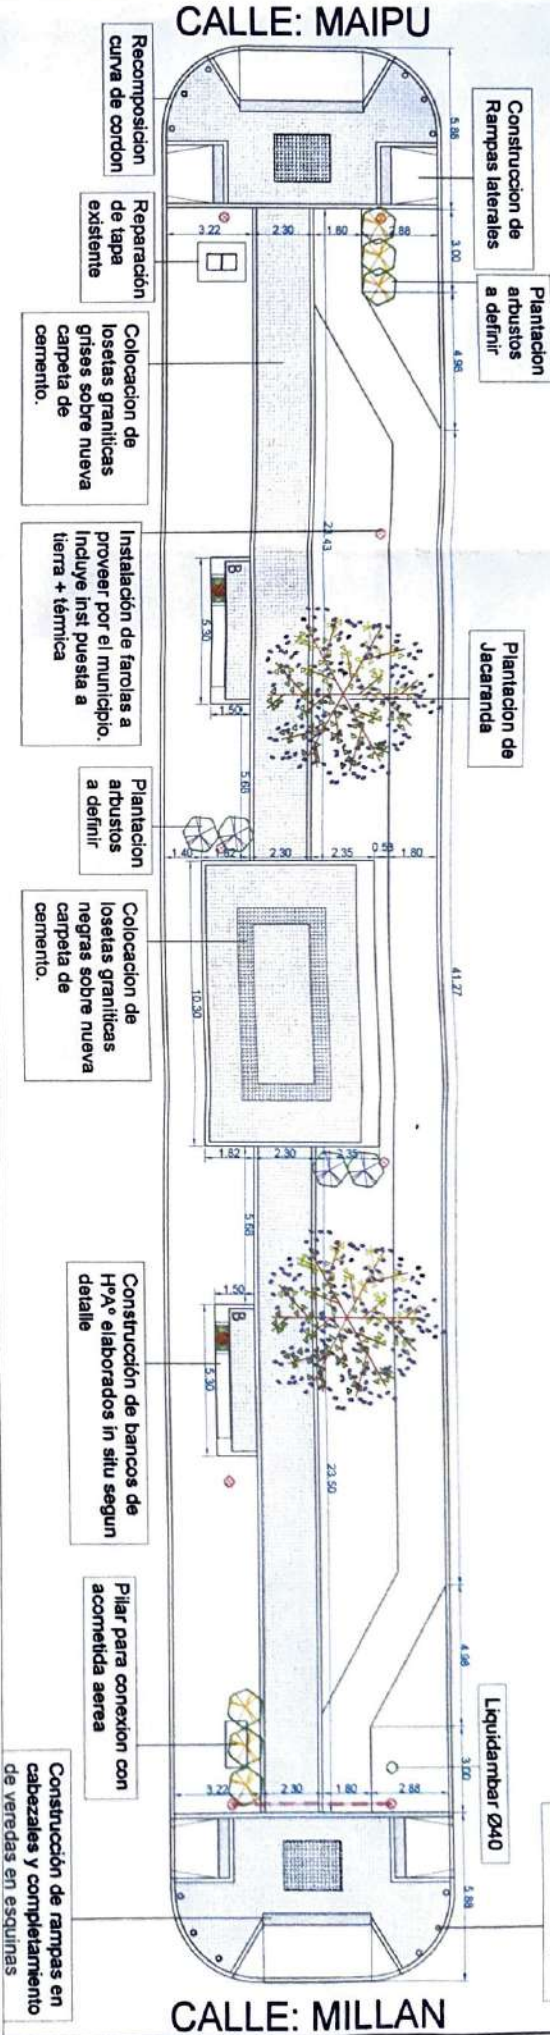 CALLE: MAIPU
Recomposicion
curva de cordon
Construccion de
Rampas laterales
5.88
Plantacion
arbustos
a definir
3.22
2.30
1.80
2.88
3.00
4.98
Reparación
de tapa
existente
Colocacion de
losetas graniticas
grises sobre nueva
carpeta de
cemento.
Instalación de farolas a
proveer por el municipio.
Incluye inst puesta a
tierra + térmica
23.43
B
5.30
1.50
Plantacion de
Jacaranda
5.68
Plantacion
arbustos
a definir
1.40
1.82
2.30
2.35
0.58
1.80
Colocacion de
losetas graniticas
negras sobre nueva
carpeta de
cemento.
10.30
41.27
1.82
2.30
2.35
5.68
B
1.50
5.30
Construcción de bancos de
HºAº elaborados in situ segun
detalle
23.50
4.98
Pilar para conexion con
acometida aerea
Liquidambar Ø40
3.00
3.22
2.30
1.80
2.88
5.88
Construcción de rampas en
cabezales y completamiento
de veredas en esquinas
CALLE: MILLAN